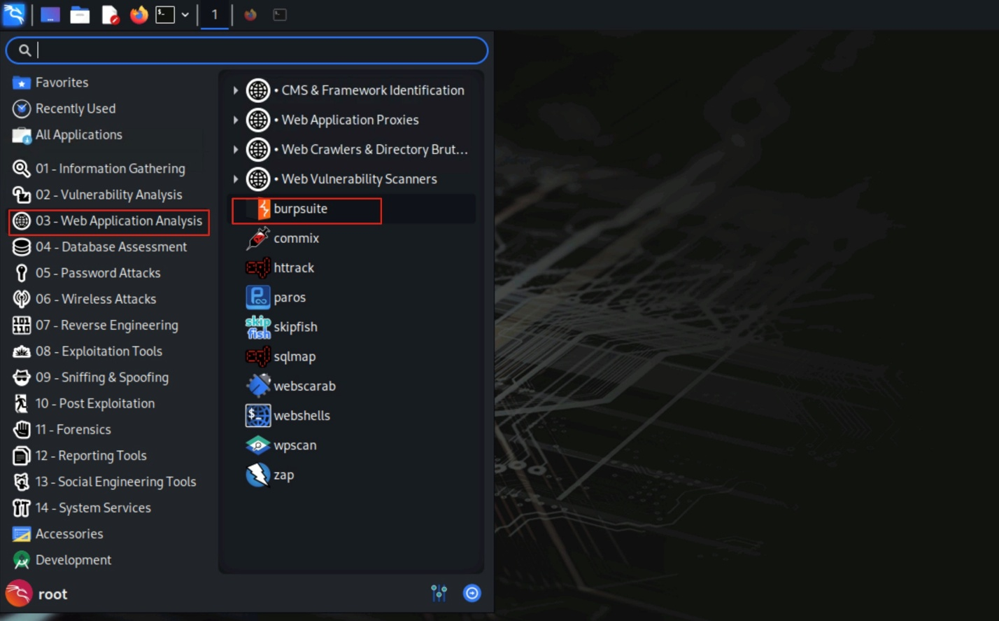 1
Favorites
Recently Used
All Applications
01 - Information Gathering
02 - Vulnerability Analysis
03 - Web Application Analysis
04 - Database Assessment
05 - Password Attacks
06 - Wireless Attacks
07 - Reverse Engineering
08 - Exploitation Tools
09 - Sniffing & Spoofing
10 - Post Exploitation
11 - Forensics
12 - Reporting Tools
13 - Social Engineering Tools
14 - System Services
Accessories
Development
• CMS & Framework Identification
• Web Application Proxies
• Web Crawlers & Directory Brut...
• Web Vulnerability Scanners
burpsuite
commix
httrack
paros
skip
fish
skipfish
sqlmap
webscarab
$_
webshells
wpscan
zap
root